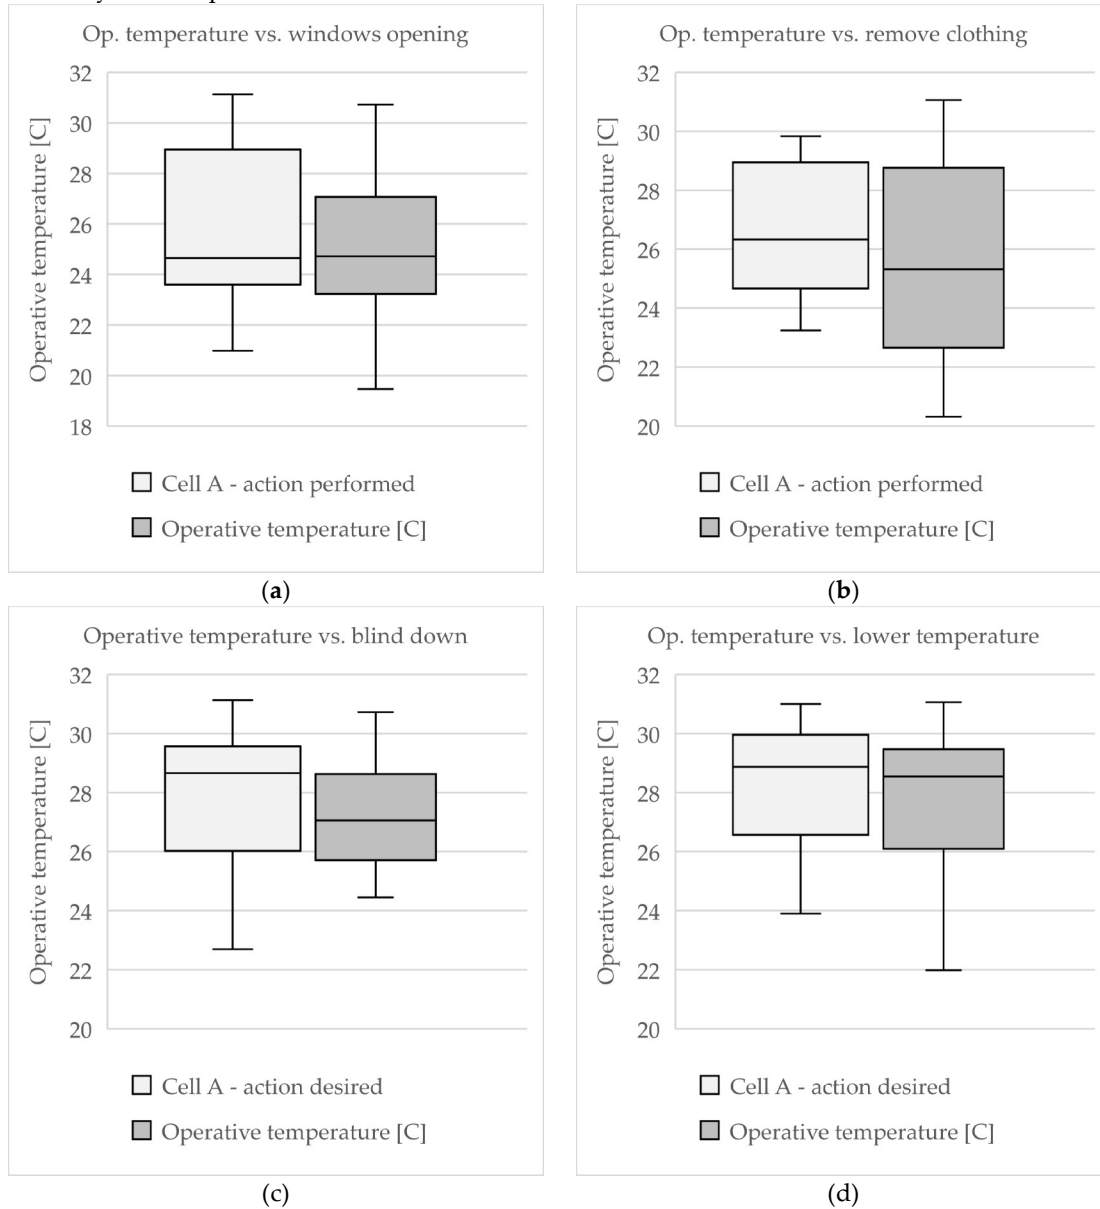 Op. temperature vs. windows opening
Operative temperature [C]
32
30
28
26
24
22
20
18
Cell A - action performed
Operative temperature [C]
(a)
Op. temperature vs. remove clothing
Operative temperature [C]
32
30
28
26
24
22
20
Cell A - action performed
Operative temperature [C]
(b)
Operative temperature vs. blind down
Operative temperature [C]
32
30
28
26
24
22
20
Cell A - action desired
Operative temperature [C]
(c)
Op. temperature vs. lower temperature
Operative temperature [C]
32
30
28
26
24
22
20
Cell A - action desired
Operative temperature [C]
(d)